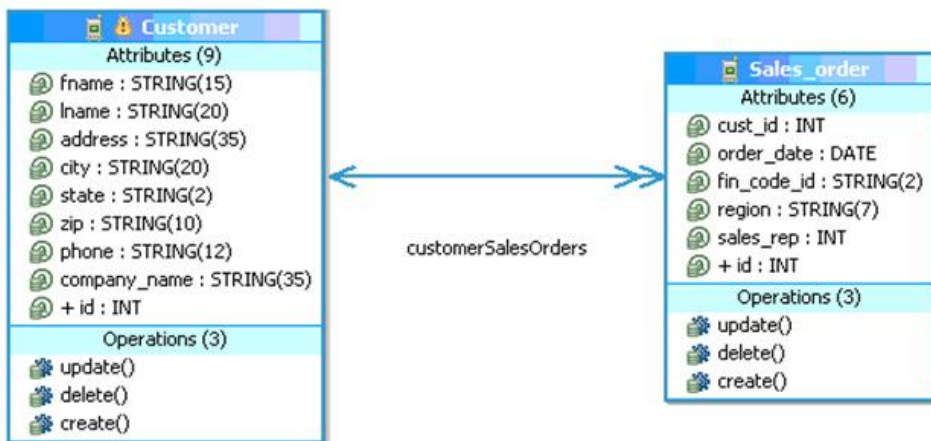 Customer
Attributes (9)
fname : STRING(15)
lname : STRING(20)
address : STRING(35)
city : STRING(20)
state : STRING(2)
zip : STRING(10)
phone : STRING(12)
company_name : STRING(35)
+ id : INT
Operations (3)
update()
delete()
create()
customerSalesOrders
Sales_order
Attributes (6)
cust_id : INT
order_date : DATE
fin_code_id : STRING(2)
region : STRING(7)
sales_rep : INT
+ id : INT
Operations (3)
update()
delete()
create()